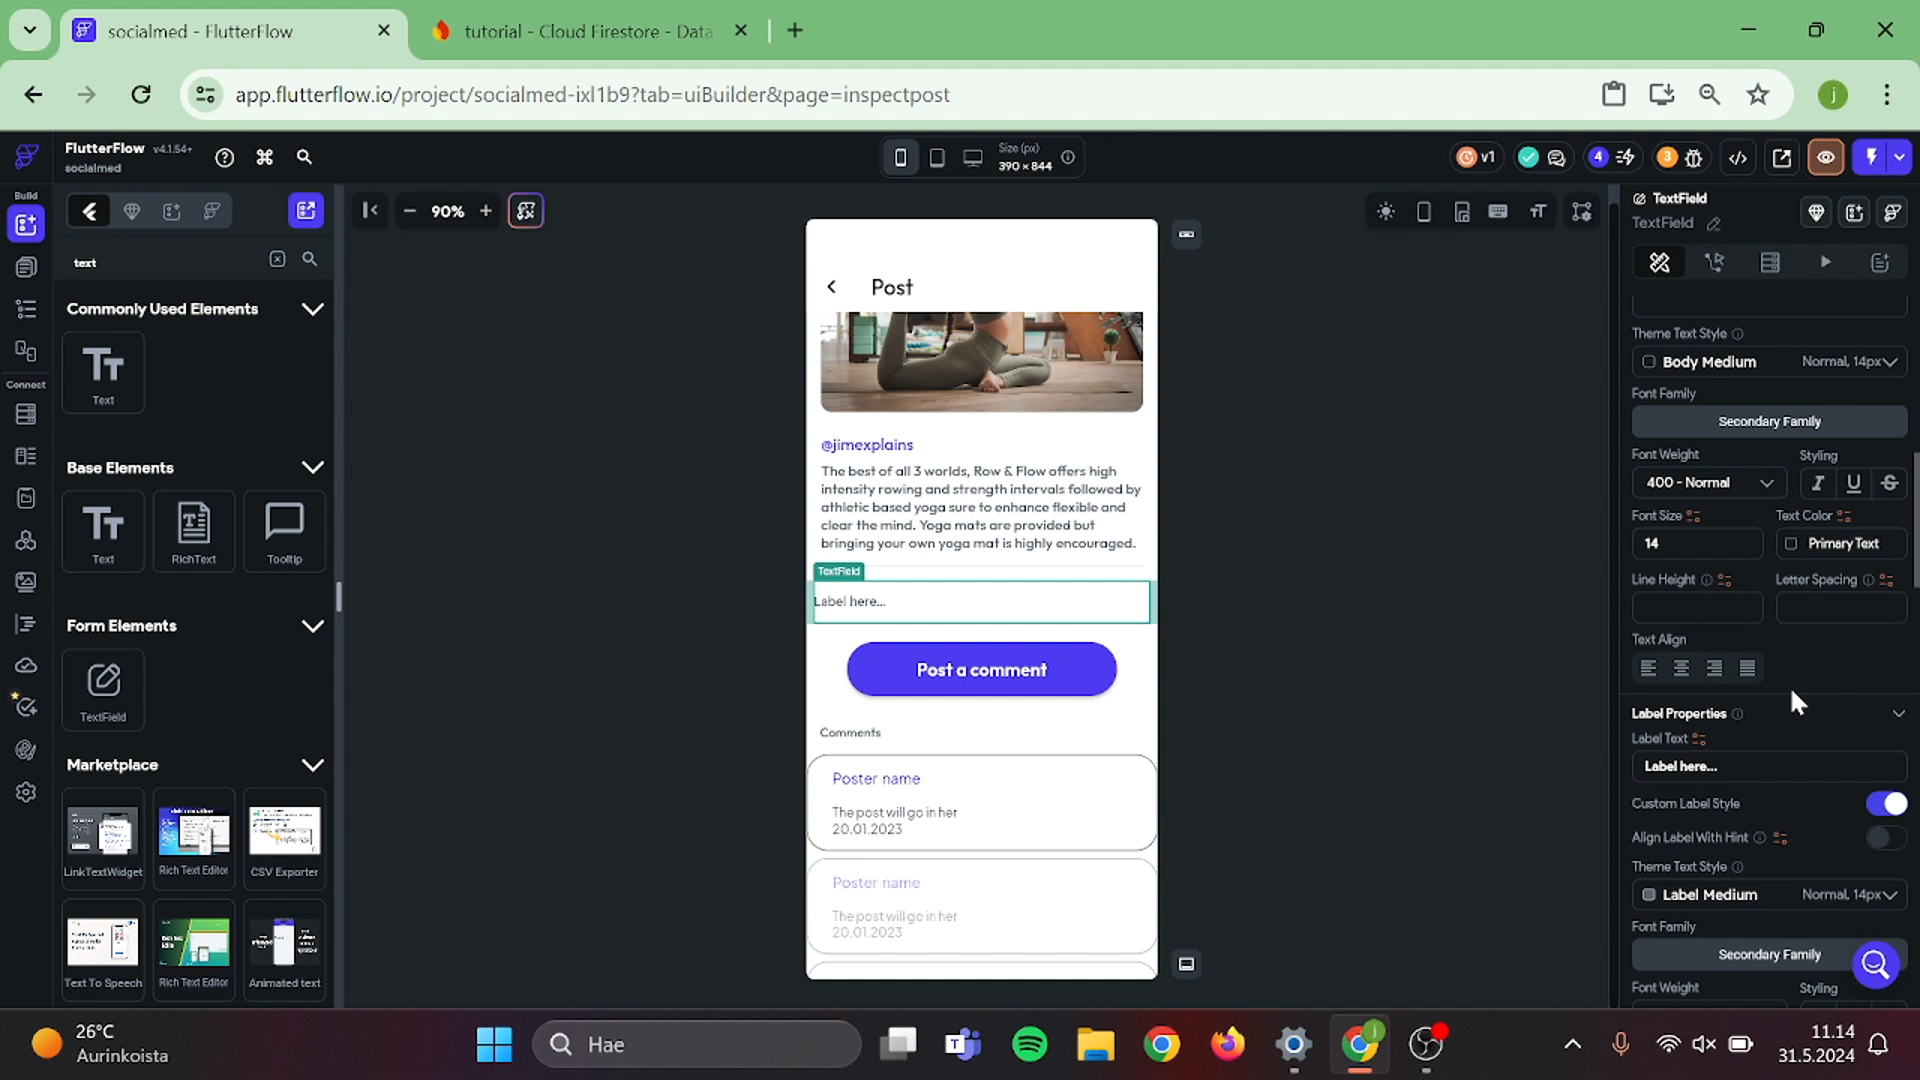 socialmed - FlutterFlow
tutorial - Cloud Firestore - Data
app.flutterflow.io/project/socialmed-ixl1b9?tab=uiBuilder&page=inspectpost
j
FlutterFlow v4.1.54+
socialmed
Size (px)
390 × 844
v1
4
3
Build
90%
TextField
TextField
text
Commonly Used Elements
Text
Connect
Base Elements
Text
RichText
Tooltip
Form Elements
TextField
Marketplace
LinkTextWidget
Rich Text Editor
CSV Exporter
Text To Speech
Rich Text Editor
Animated text
Post
@jimexplains
The best of all 3 worlds, Row & Flow offers high
intensity rowing and strength intervals followed by
athletic based yoga sure to enhance flexible and
clear the mind. Yoga mats are provided but
bringing your own yoga mat is highly encouraged.
TextField
Label here...
Post a comment
Comments
Poster name
The post will go in her
20.01.2023
Poster name
The post will go in her
20.01.2023
Theme Text Style
Body Medium Normal, 14px
Font Family
Secondary Family
Font Weight Styling
400 - Normal
Font Size Text Color
14 Primary Text
Line Height Letter Spacing
Text Align
Label Properties
Label Text
Label here...
Custom Label Style
Align Label With Hint
Theme Text Style
Label Medium Normal, 14px
Font Family
Secondary Family
Font Weight Styling
26°C
Aurinkoista
Hae
j
11.14
31.5.2024